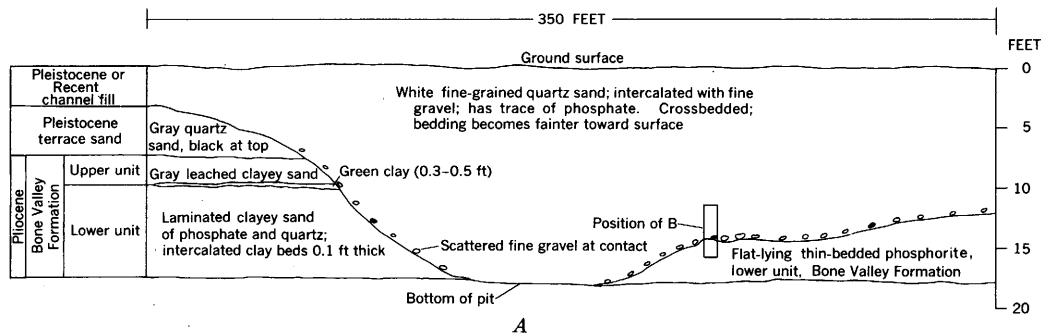 350 FEET
FEET
Ground surface
0
5
10
15
20
Pleistocene or
Recent
channel fill
Pleistocene
terrace sand
Pliocene
Bone Valley
Formation
Upper unit
Lower unit
White fine-grained quartz sand; intercalated with fine
gravel; has trace of phosphate. Crossbedded;
bedding becomes fainter toward surface
Gray quartz
sand, black at top
Gray leached clayey sand
Green clay (0.3–0.5 ft)
Laminated clayey sand
of phosphate and quartz;
intercalated clay beds 0.1 ft thick
Scattered fine gravel at contact
Position of B
Flat-lying thin-bedded phosphorite,
lower unit, Bone Valley Formation
Bottom of pit
A